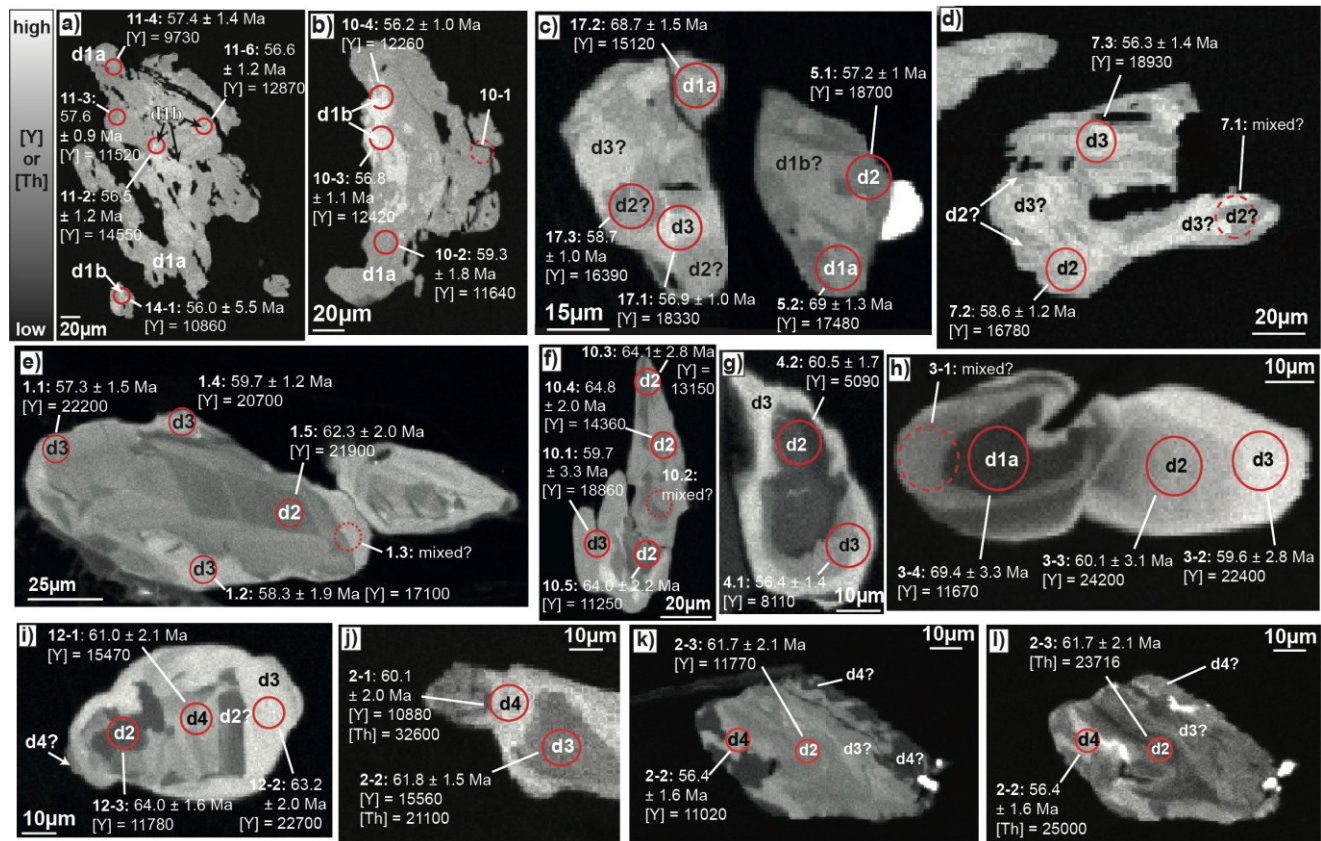 high
[Y]
or
[Th]
low
a)
11-4: 57.4 ± 1.4 Ma
[Y] = 9730
d1a
11-6: 56.6
± 1.2 Ma
[Y] = 12870
11-3:
57.6
± 0.9 Ma
[Y] = 11520
d1b
11-2: 56.5
± 1.2 Ma
[Y] = 14550
d1a
d1b
14-1: 56.0 ± 5.5 Ma
[Y] = 10860
20µm
b)
10-4: 56.2 ± 1.0 Ma
[Y] = 12260
10-1
d1b
10-3: 56.8
± 1.1 Ma
[Y] = 12420
d1a
10-2: 59.3
± 1.8 Ma
[Y] = 11640
20µm
c)
17.2: 68.7 ± 1.5 Ma
[Y] = 15120
d1a
5.1: 57.2 ± 1 Ma
[Y] = 18700
d3?
d1b?
d2
d2?
d3
17.3: 58.7
± 1.0 Ma
[Y] = 16390
d2?
d1a
17.1: 56.9 ± 1.0 Ma
[Y] = 18330
5.2: 69 ± 1.3 Ma
[Y] = 17480
15µm
d)
7.3: 56.3 ± 1.4 Ma
[Y] = 18930
d3
7.1: mixed?
d2?
d3?
d3?
d2?
d2
7.2: 58.6 ± 1.2 Ma
[Y] = 16780
20µm
e)
1.1: 57.3 ± 1.5 Ma
[Y] = 22200
1.4: 59.7 ± 1.2 Ma
[Y] = 20700
d3
d3
1.5: 62.3 ± 2.0 Ma
[Y] = 21900
d2
1.3: mixed?
d3
1.2: 58.3 ± 1.9 Ma [Y] = 17100
25µm
f)
10.3: 64.1± 2.8 Ma
[Y] =
13150
d2
10.4: 64.8
± 2.0 Ma
[Y] = 14360
d2
10.1: 59.7
± 3.3 Ma
[Y] = 18860
10.2:
mixed?
d3
d2
10.5: 64.0 ± 2.2 Ma
[Y] = 11250
20µm
g)
4.2: 60.5 ± 1.7
[Y] = 5090
d3
d2
d3
4.1: 56.4 ± 1.4
[Y] = 8110
10µm
h)
3-1: mixed?
10µm
d1a
d2
d3
3-4: 69.4 ± 3.3 Ma
[Y] = 11670
3-3: 60.1 ± 3.1 Ma
[Y] = 24200
3-2: 59.6 ± 2.8 Ma
[Y] = 22400
i)
12-1: 61.0 ± 2.1 Ma
[Y] = 15470
d3
d2
d4
d2?
d4?
12-2: 63.2
± 2.0 Ma
[Y] = 22700
12-3: 64.0 ± 1.6 Ma
[Y] = 11780
10µm
j)
10µm
2-1: 60.1
± 2.0 Ma
[Y] = 10880
[Th] = 32600
d4
d3
2-2: 61.8 ± 1.5 Ma
[Y] = 15560
[Th] = 21100
k)
10µm
2-3: 61.7 ± 2.1 Ma
[Y] = 11770
d4?
d4
d2
d3?
d4?
2-2: 56.4
± 1.6 Ma
[Y] = 11020
l)
10µm
2-3: 61.7 ± 2.1 Ma
[Th] = 23716
d4?
d3?
d4
d2
2-2: 56.4
± 1.6 Ma
[Th] = 25000